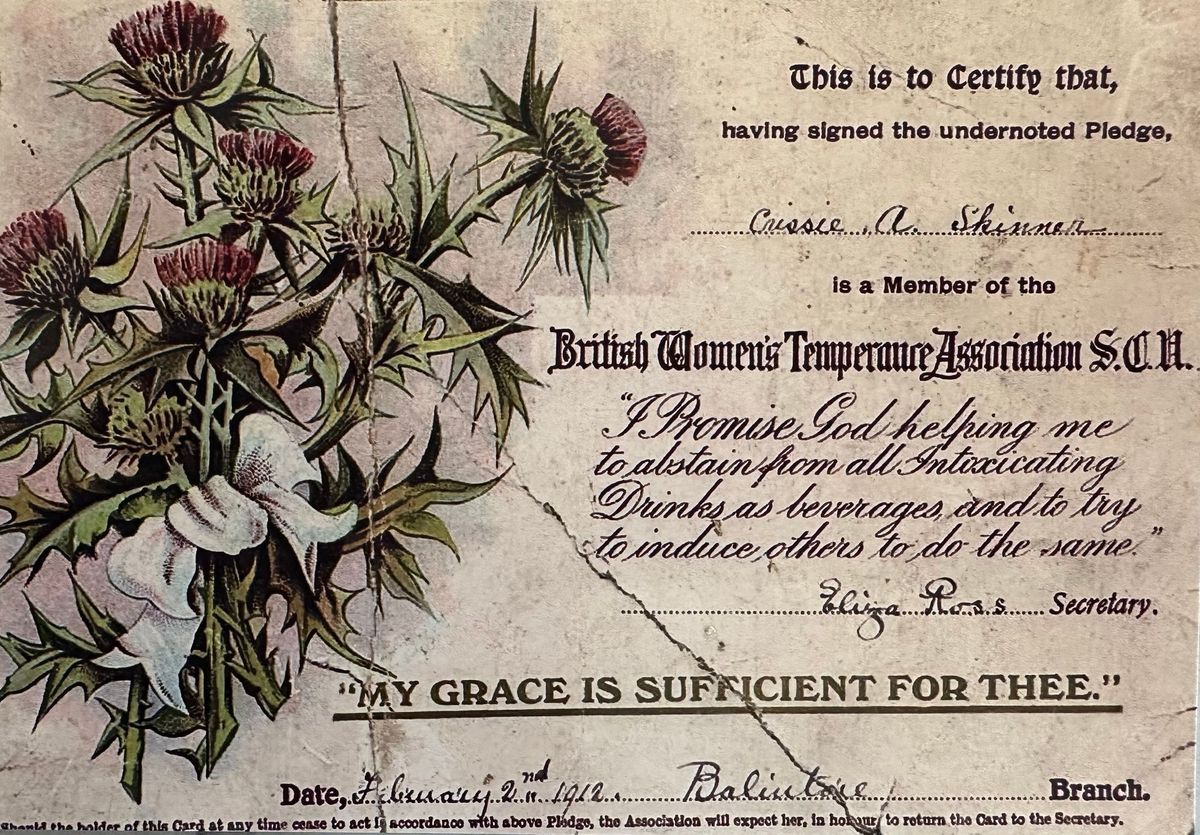 This is to Certify that,
having signed the undernoted Pledge,
Crissie A. Skinner
is a Member of the
British Women's Temperance Association S.C.U.
"I Promise God helping me
to abstain from all Intoxicating
Drinks as beverages, and to try
to induce others to do the same."
Eliza Ross Secretary.
"MY GRACE IS SUFFICIENT FOR THEE."
Date, February 2nd 1912. Balintore Branch.
Should the holder of this Card at any time cease to act in accordance with above Pledge, the Association will expect her, in honour, to return the Card to the Secretary.